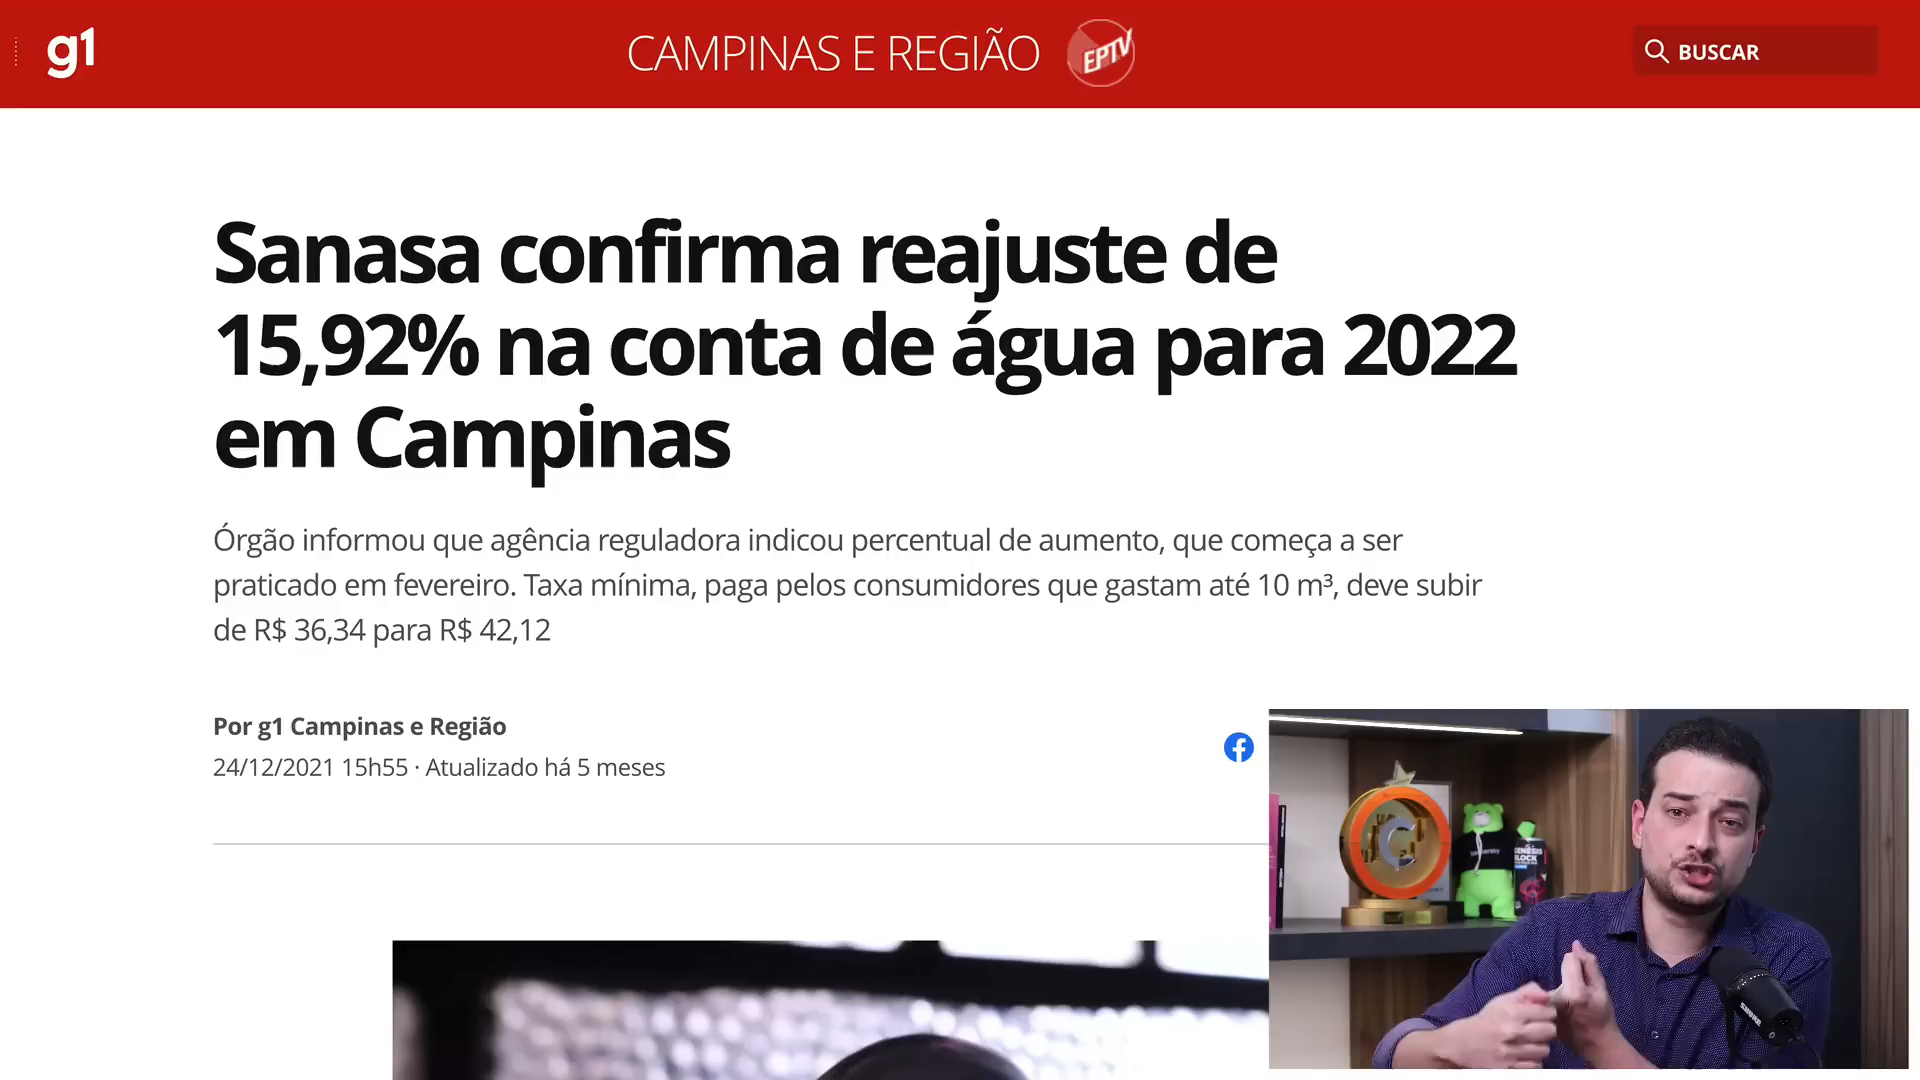 g1
CAMPINAS E REGIÃO
EPTV
BUSCAR
Sanasa confirma reajuste de
15,92% na conta de água para 2022
em Campinas
Órgão informou que agência reguladora indicou percentual de aumento, que começa a ser
praticado em fevereiro. Taxa mínima, paga pelos consumidores que gastam até 10 m³, deve subir
de R$ 36,34 para R$ 42,12
Por g1 Campinas e Região
24/12/2021 15h55 · Atualizado há 5 meses
GENESIS
BLOCK
SHURE